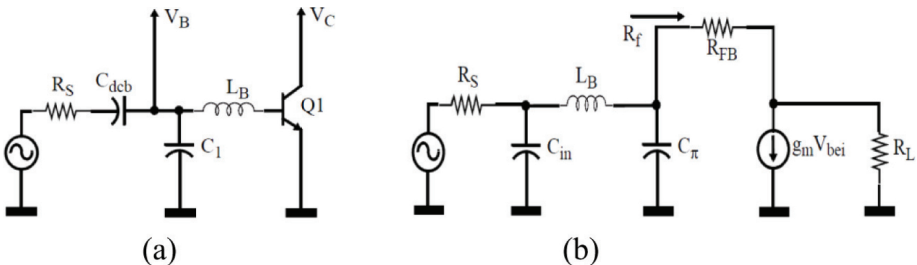 V_B
V_C
R_S
C_dcb
L_B
Q1
C_1
(a)
R_f
R_FB
R_S
L_B
C_in
C_π
g_mV_bei
R_L
(b)